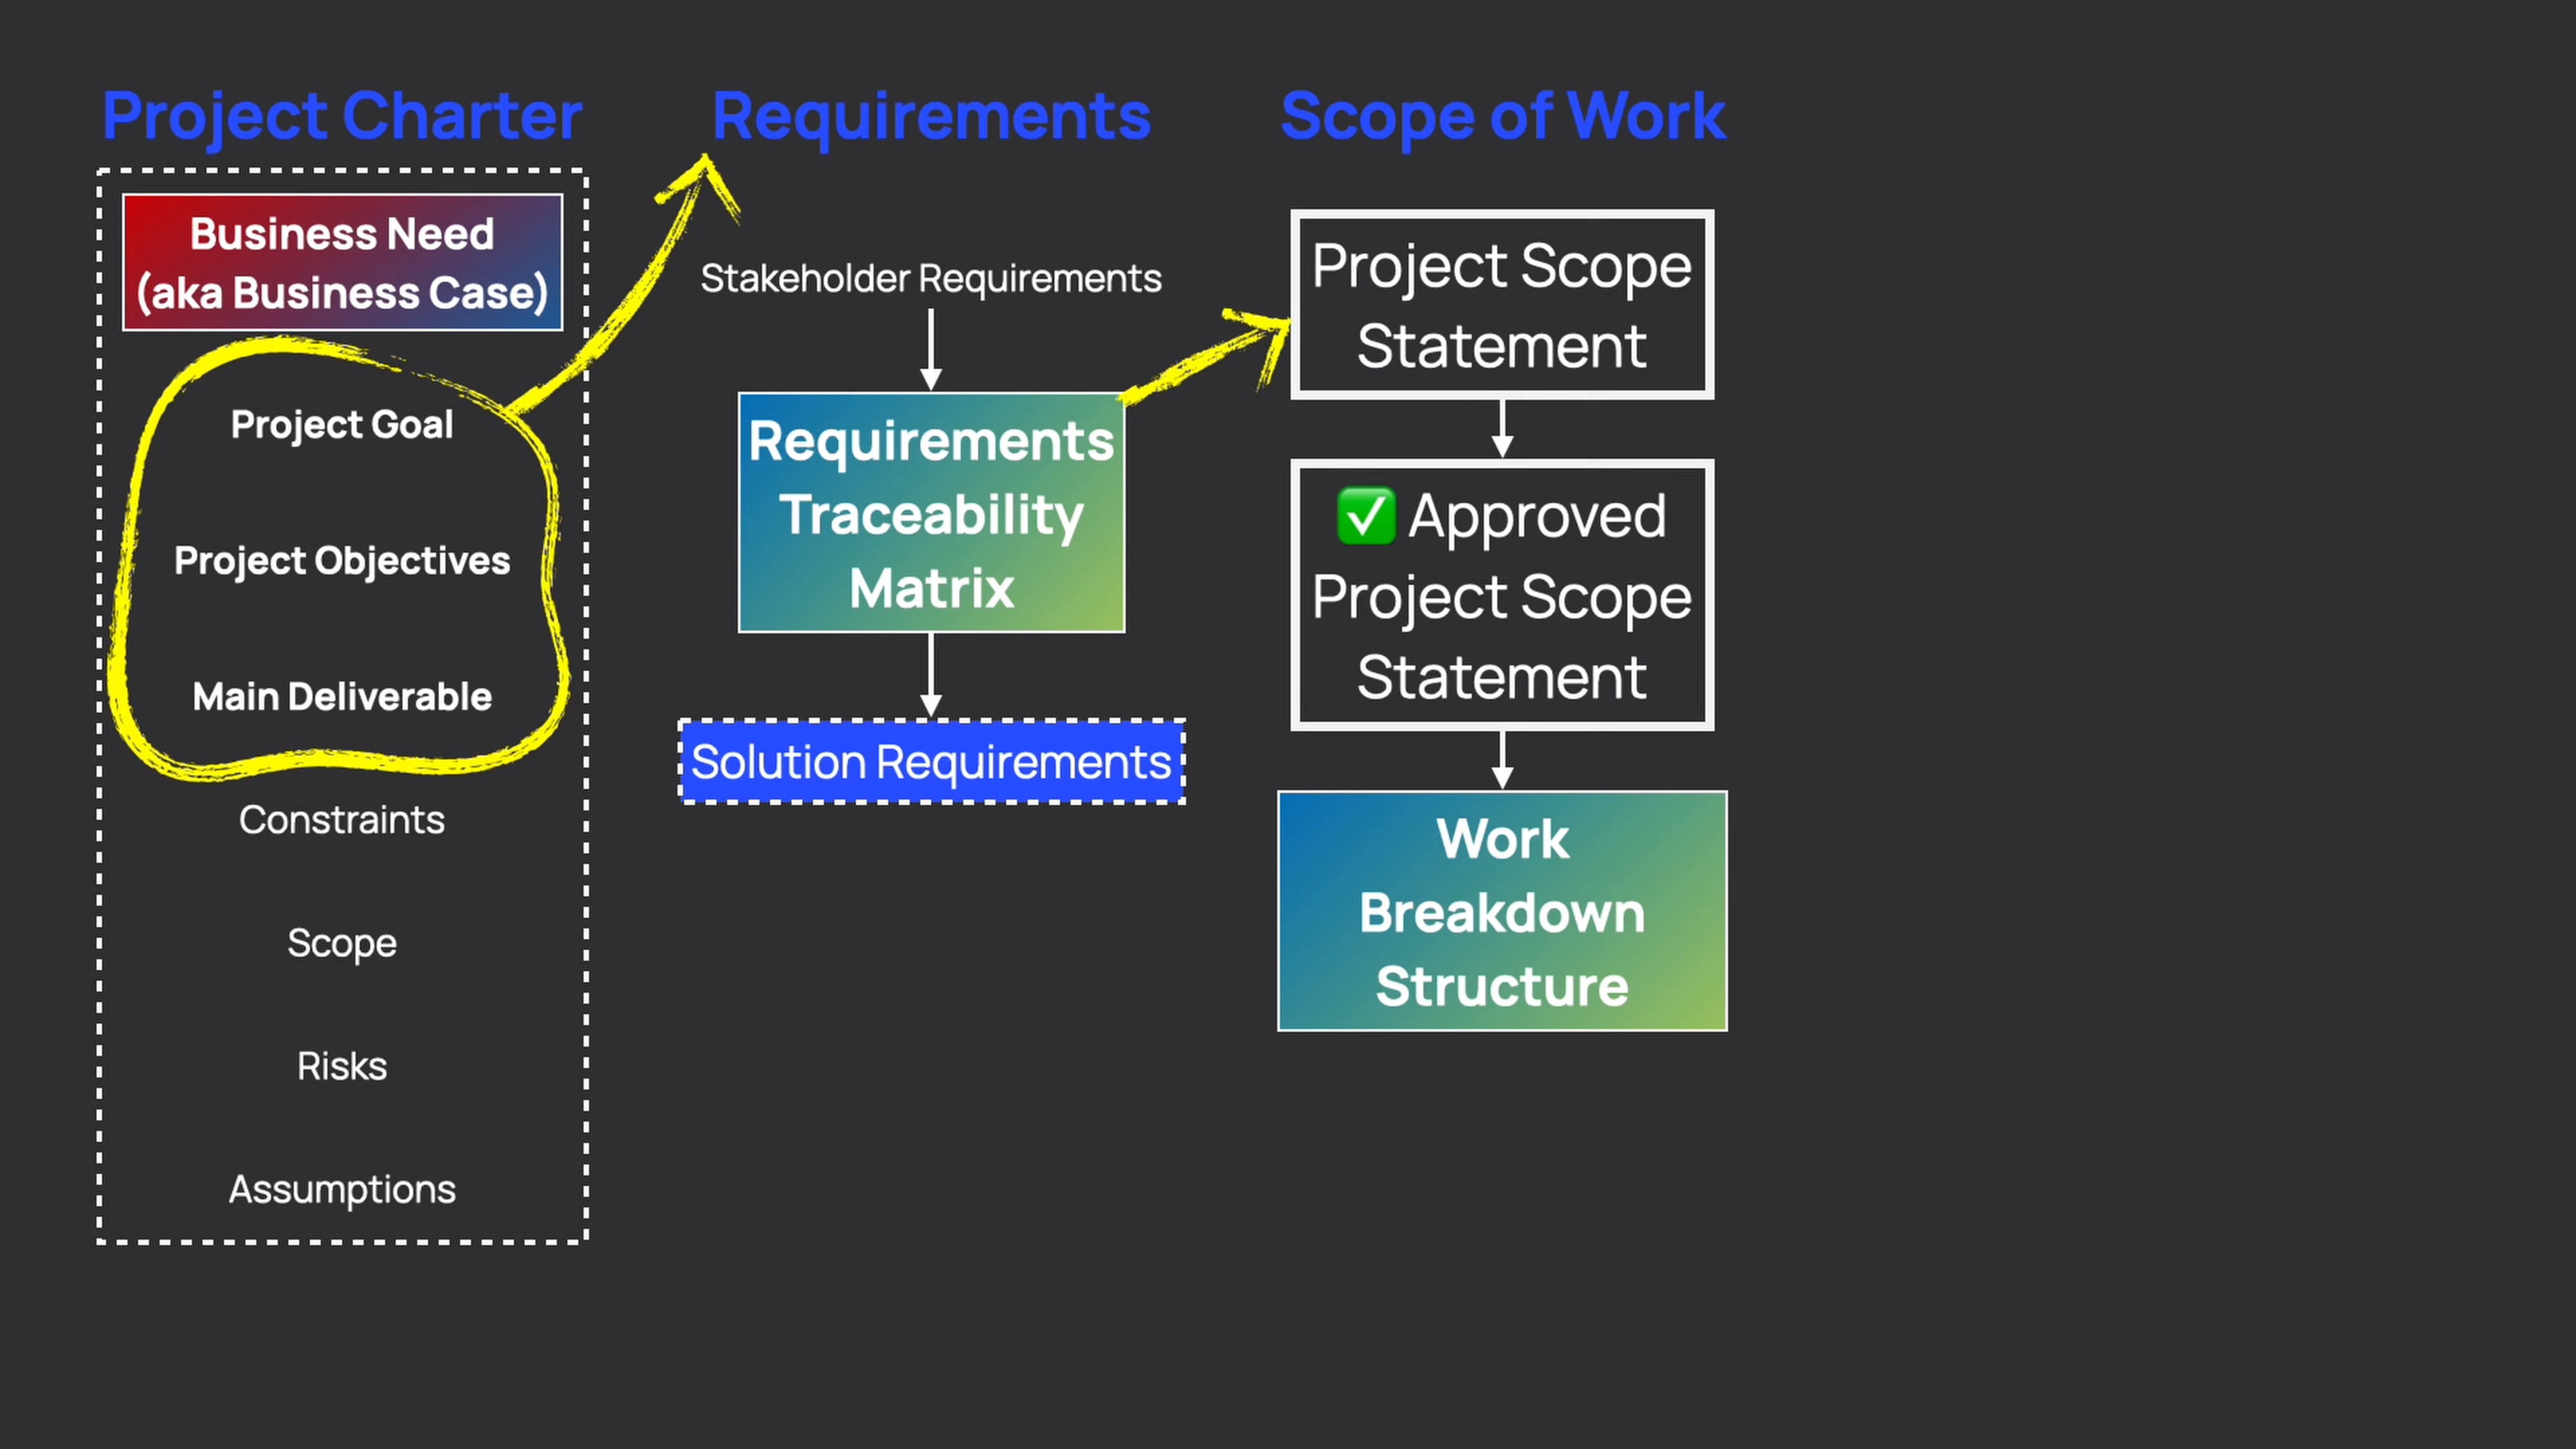 Project Charter
Business Need
(aka Business Case)
Project Goal
Project Objectives
Main Deliverable
Constraints
Scope
Risks
Assumptions
Requirements
Stakeholder Requirements
Requirements
Traceability
Matrix
Solution Requirements
Scope of Work
Project Scope
Statement
✅ Approved
Project Scope
Statement
Work
Breakdown
Structure